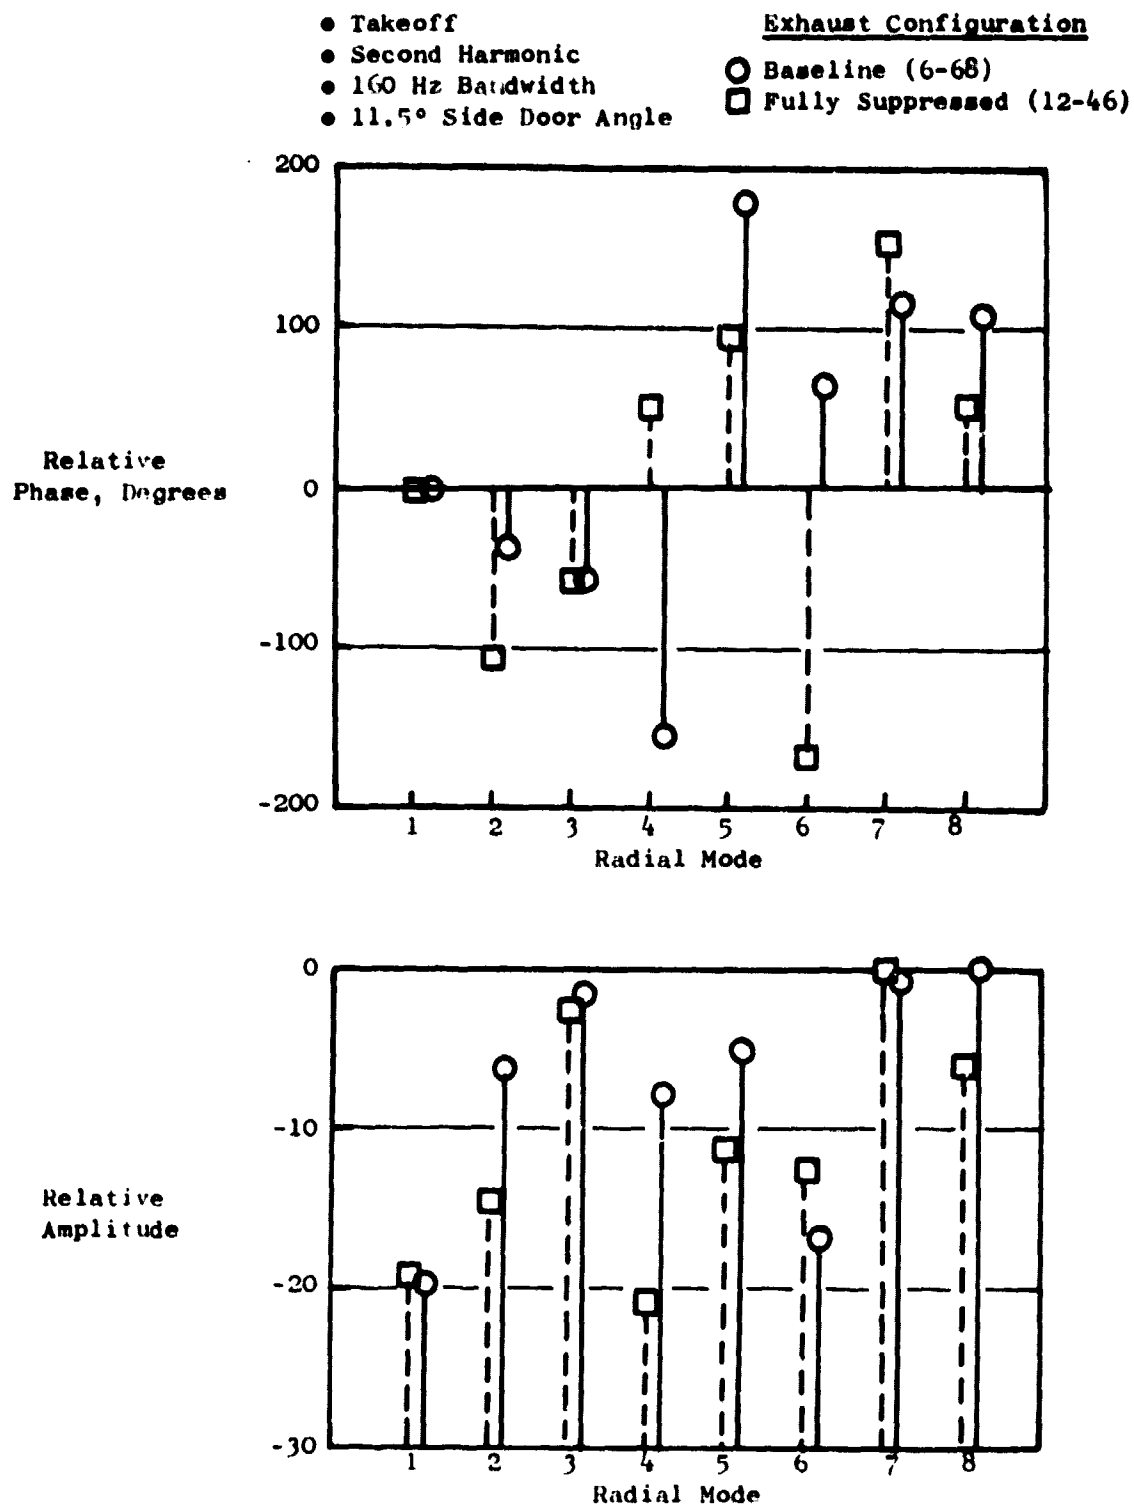 ● Takeoff
● Second Harmonic
● 160 Hz Bandwidth
● 11.5° Side Door Angle
Exhaust Configuration
Baseline (6-68)
Fully Suppressed (12-46)
200
100
0
-100
-200
Relative
Phase, Degrees
1 2 3 4 5 6 7 8
Radial Mode
0
-10
-20
-30
Relative
Amplitude
1 2 3 4 5 6 7 8
Radial Mode